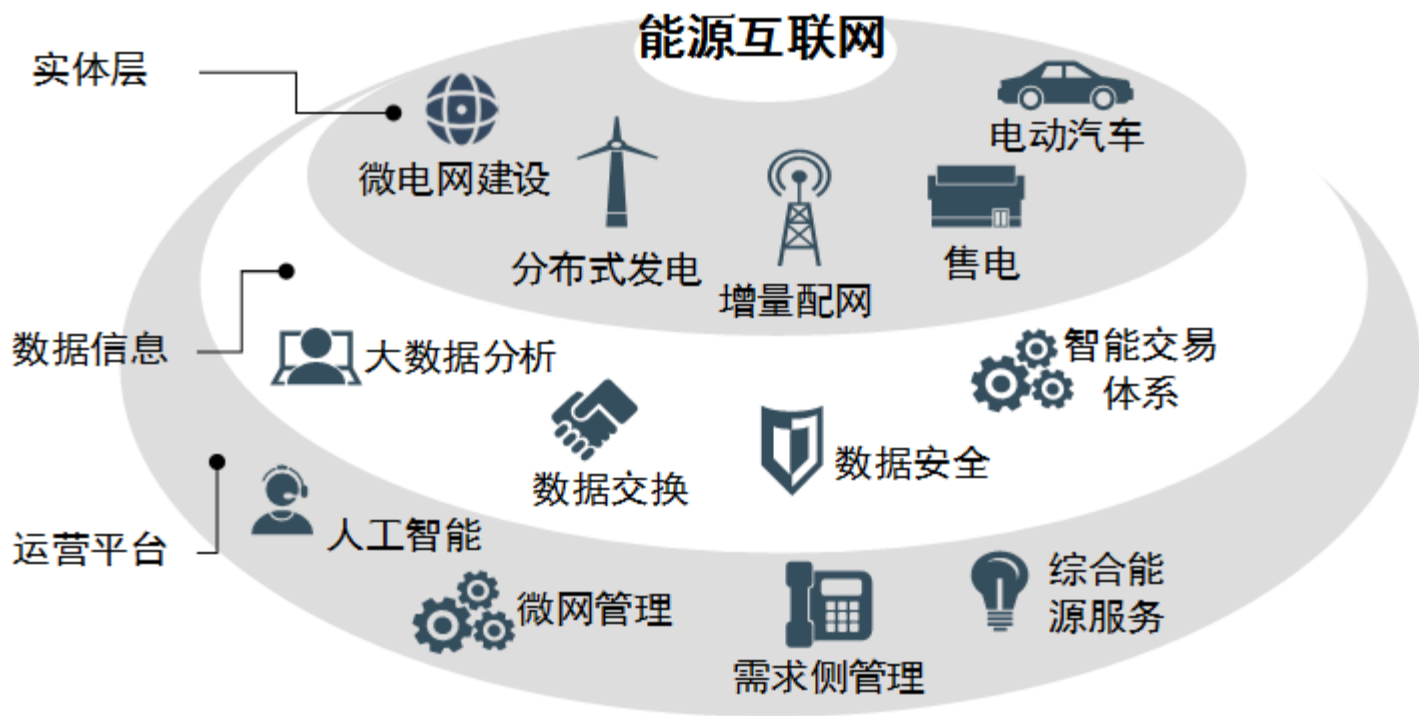 能源互联网
实体层
微电网建设
分布式发电
增量配网
售电
电动汽车
数据信息
大数据分析
数据交换
数据安全
智能交易
体系
运营平台
人工智能
微网管理
需求侧管理
综合能
源服务